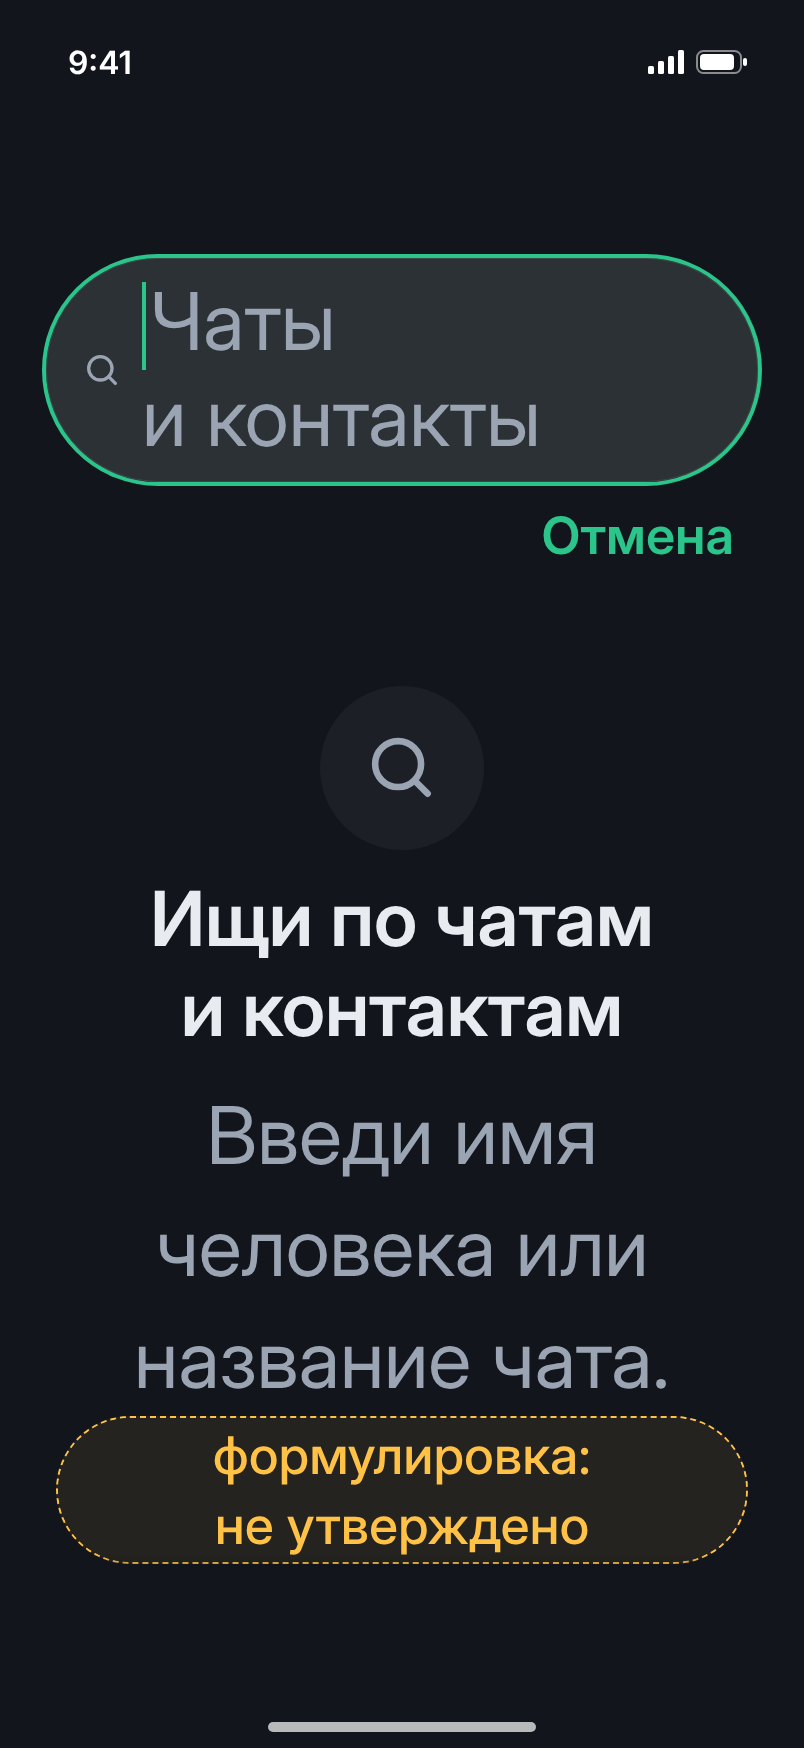 9:41
Чаты
и контакты
Отмена
Ищи по чатам
и контактам
Введи имя
человека или
название чата.
формулировка:
не утверждено